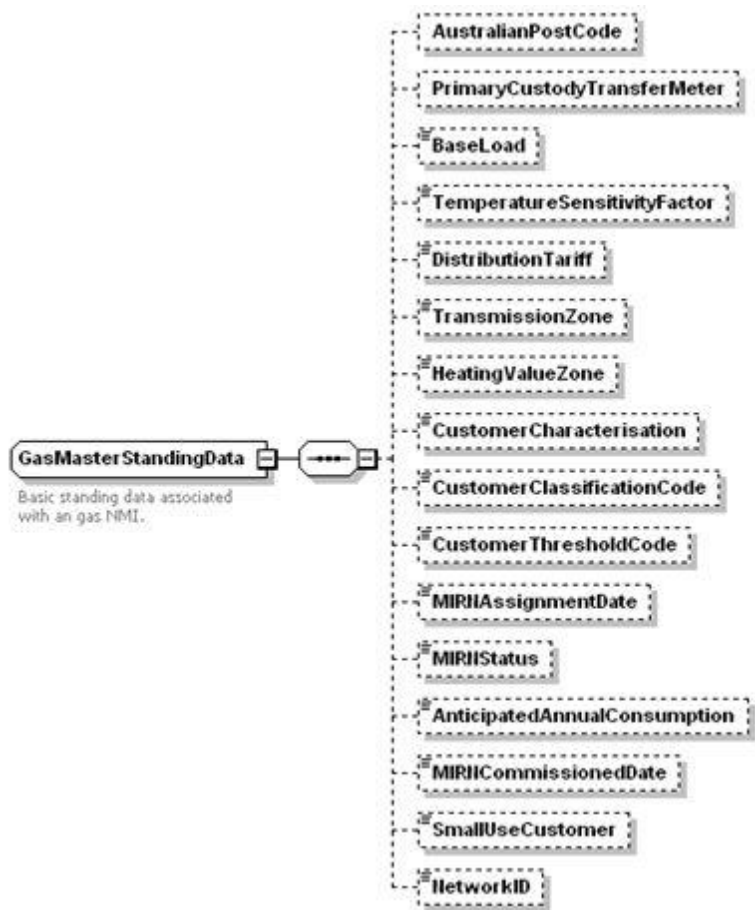 AustralianPostCode
PrimaryCustodyTransferMeter
BaseLoad
TemperatureSensitivityFactor
DistributionTariff
TransmissionZone
HeatingValueZone
CustomerCharacterisation
GasMasterStandingData
Basic standing data associated
with an gas NMI.
CustomerClassificationCode
CustomerThresholdCode
MIRNAssignmentDate
MIRNStatus
AnticipatedAnnualConsumption
MIRNCommissionedDate
SmallUseCustomer
NetworkID